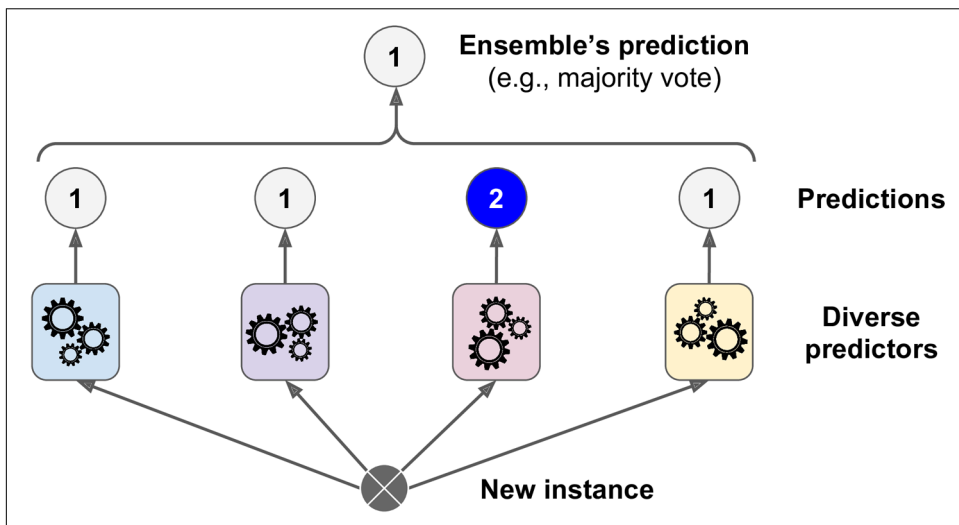 1
Ensemble’s prediction
(e.g., majority vote)
1
1
2
1
Predictions
Diverse
predictors
New instance